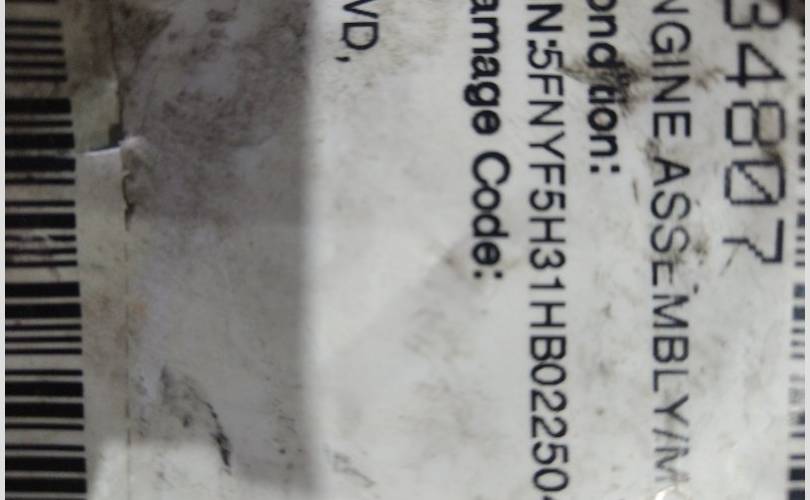 34807
NGINE ASSEMBLY/M
ondition:
N:5FNYF5H31HB02250
amage Code:
VD,